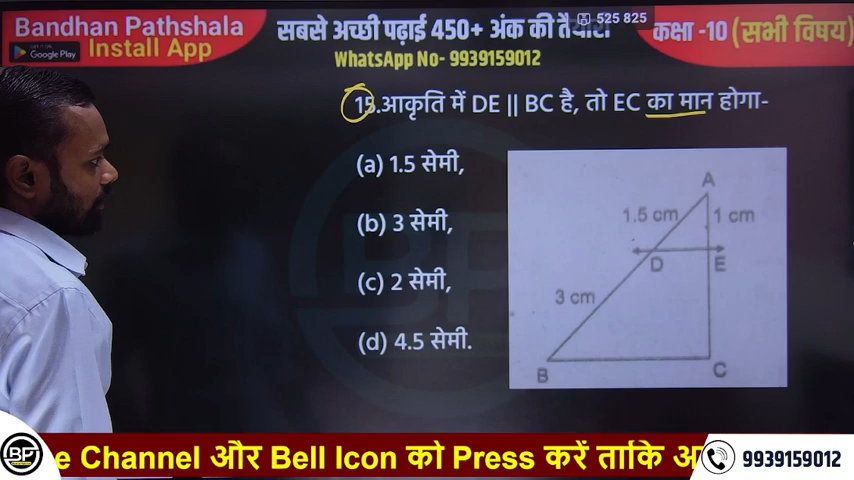 Bandhan Pathshala
GET IT ON
Google Play
Install App
सबसे अच्छी पढ़ाई 450+ अंक की तैयारी
525 825
WhatsApp No- 9939159012
कक्षा -10 (सभी विषय)
15.आकृति में DE || BC है, तो EC का मान होगा-
(a) 1.5 सेमी,
(b) 3 सेमी,
(c) 2 सेमी,
(d) 4.5 सेमी.
A
1.5 cm
1 cm
D
E
3 cm
B
C
e Channel और Bell Icon को Press करें ताकि अ
9939159012